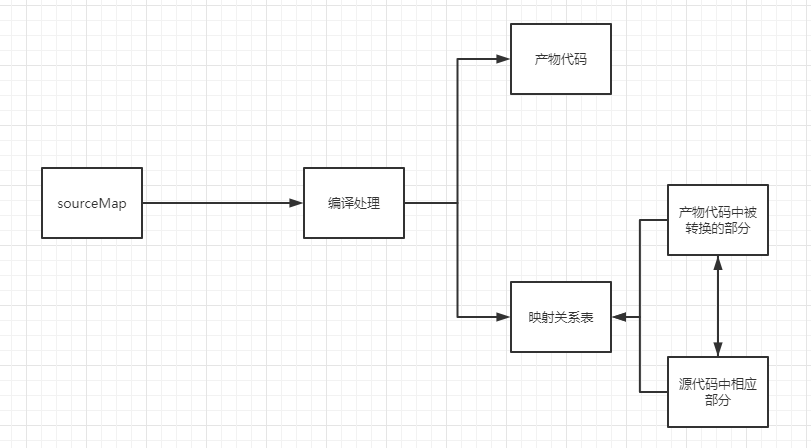 产物代码
sourceMap
编译处理
产物代码中被
转换的部分
映射关系表
源代码中相应
部分